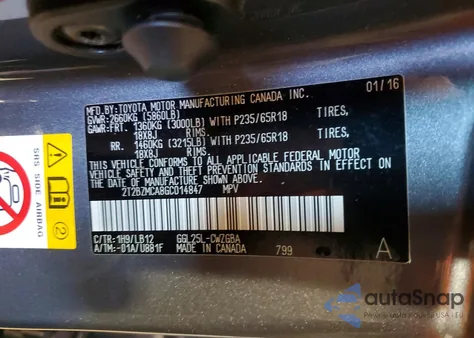 MFD.BY: TOYOTA MOTOR MANUFACTURING CANADA INC. 01/16
GVWR: 2660KG (5860LB)
GAWR: FRT. 1360KG (3000LB) WITH P235/65R18 TIRES,
18X8J RIMS.
RR. 1460KG (3215LB) WITH P235/65R18 TIRES,
18X8J RIMS.
THIS VEHICLE CONFORMS TO ALL APPLICABLE FEDERAL MOTOR
VEHICLE SAFETY AND THEFT PREVENTION STANDARDS IN EFFECT ON
THE DATE OF MANUFACTURE SHOWN ABOVE.
2T2BZMCA8GC014847 MPV
C/TR: 1H9/LB12 GGL25L-CWZGBA
A/TM: -01A/UBB1F MADE IN CANADA 799 A
SRS SIDE AIRBAG
autoSnap